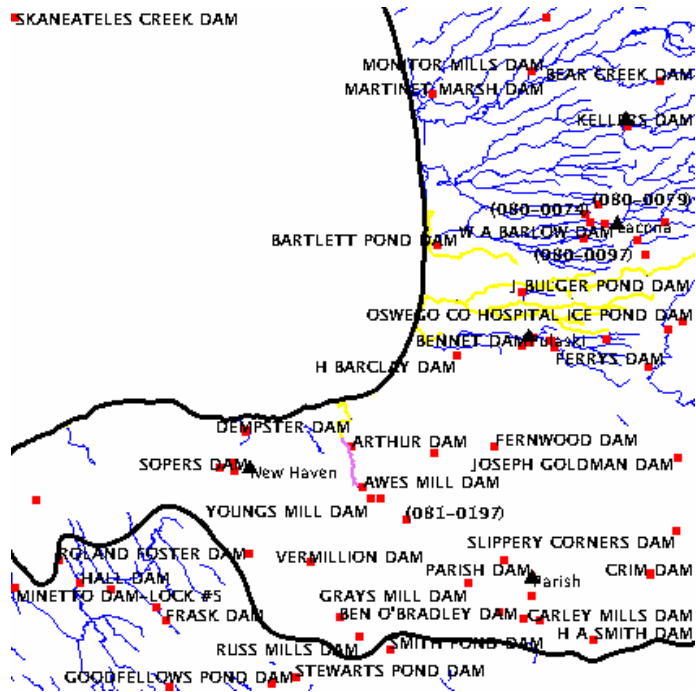 SKANEATELES CREEK DAM
MONITOR MILLS DAM
BEAR CREEK DAM
MARTINET MARSH DAM
KELLERS DAM
(080-0079)
(080-0074)
W A BARLOW DAM
Lacona
BARTLETT POND DAM
(080-0097)
J BULGER POND DAM
OSWEGO CO HOSPITAL ICE POND DAM
BENNET DAM
Pulaski
PERRYS DAM
H BARCLAY DAM
DEMPSTER DAM
ARTHUR DAM
FERNWOOD DAM
SOPERS DAM
New Haven
JOSEPH GOLDMAN DAM
AWES MILL DAM
YOUNGS MILL DAM
(081-0197)
SLIPPERY CORNERS DAM
ROLAND FOSTER DAM
VERMILLION DAM
PARISH DAM
CRIM DAM
HALL DAM
Parish
MINETTO DAM-LOCK #5
GRAYS MILL DAM
FRASK DAM
BEN O'BRADLEY DAM
CARLEY MILLS DAM
H A SMITH DAM
RUSS MILLS DAM
SMITH POND DAM
GOODFELLOWS POND DAM
STEWARTS POND DAM